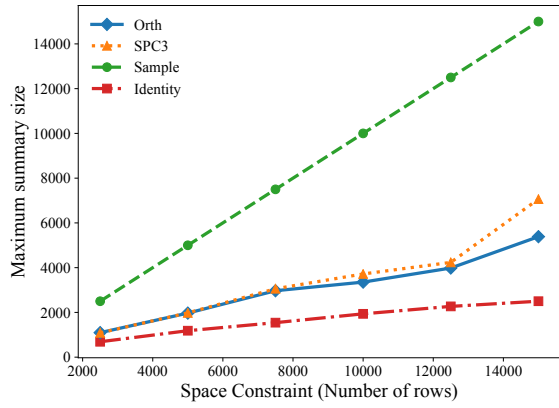 Orth
SPC3
Sample
Identity
Maximum summary size
14000
12000
10000
8000
6000
4000
2000
0
2000 4000 6000 8000 10000 12000 14000
Space Constraint (Number of rows)